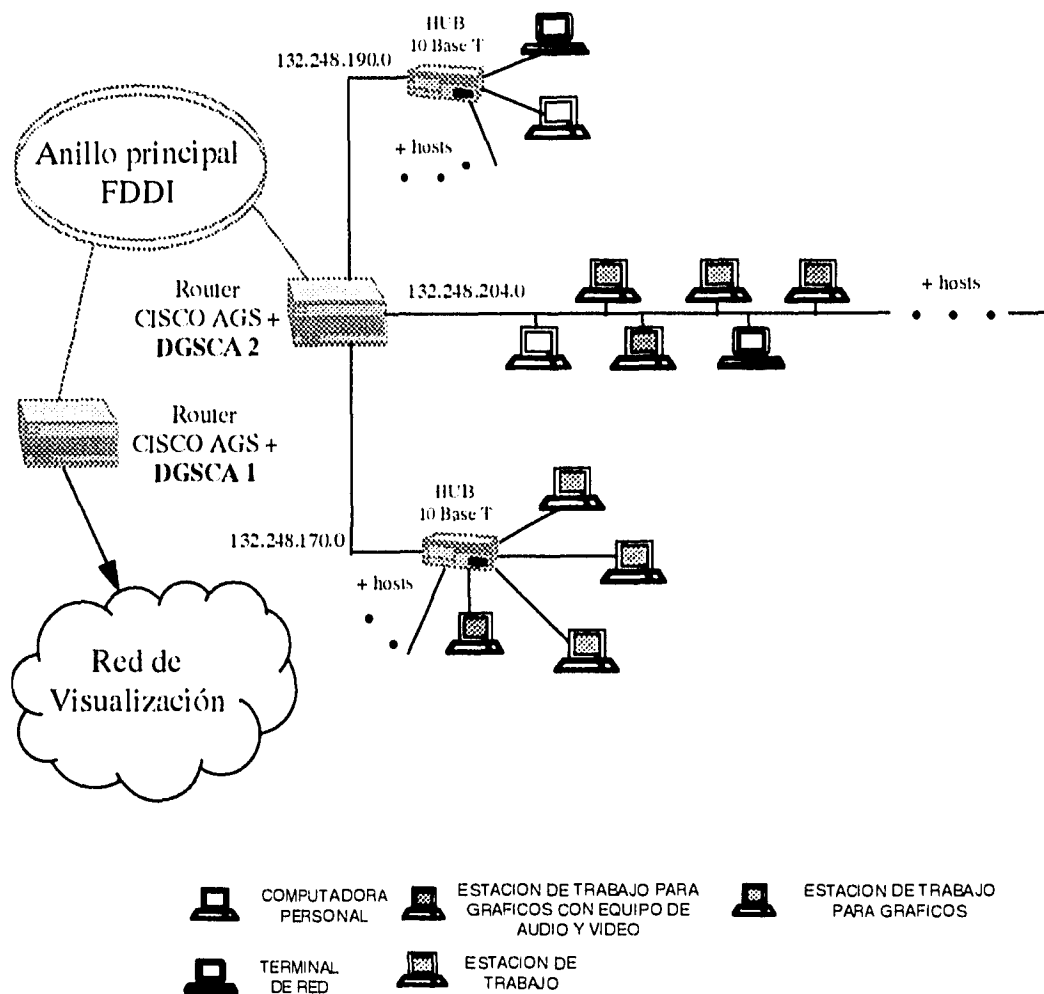 HUB
10 Base T
132.248.190.0
+ hosts
Anillo principal
FDDI
Router
CISCO AGS +
DGSCA 2
132.248.204.0
+ hosts
Router
CISCO AGS +
DGSCA 1
HUB
10 Base T
132.248.170.0
+ hosts
Red de
Visualización
COMPUTADORA
PERSONAL
ESTACION DE TRABAJO PARA
GRAFICOS CON EQUIPO DE
AUDIO Y VIDEO
ESTACION DE TRABAJO
PARA GRAFICOS
TERMINAL
DE RED
ESTACION DE
TRABAJO